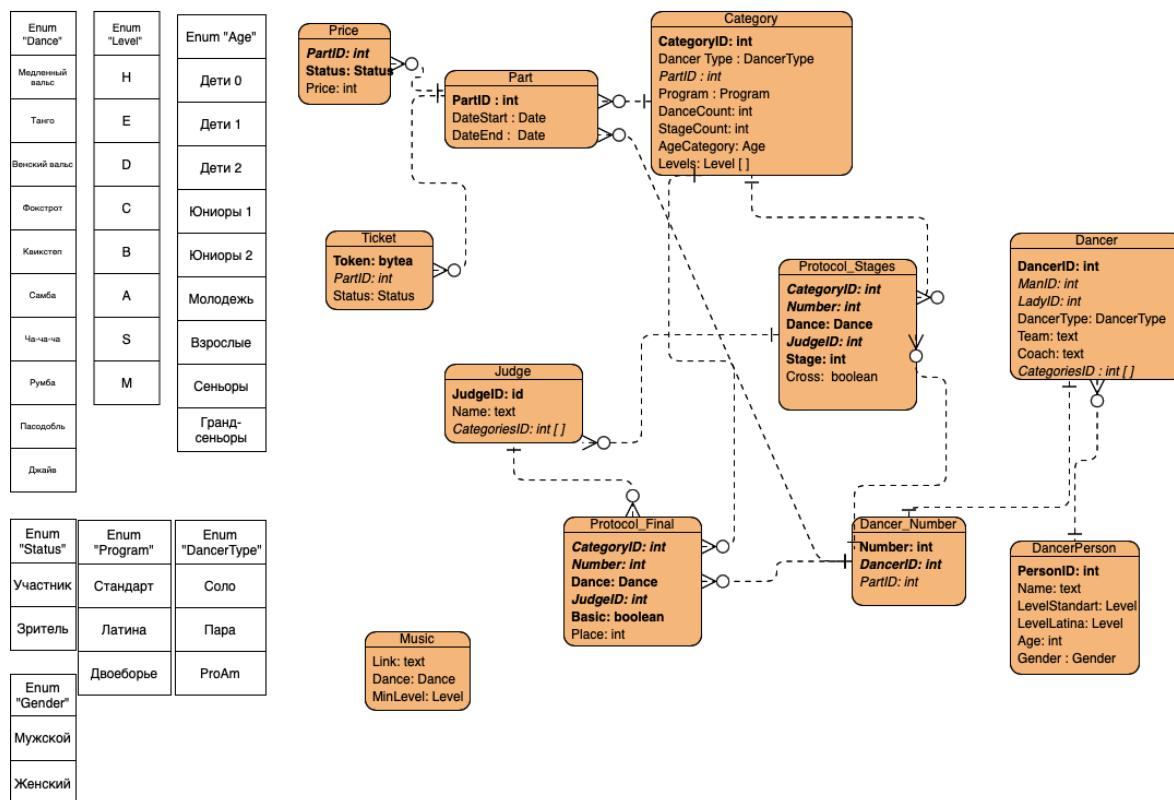 Enum
"Dance"
Медленный
вальс
Танго
Венский вальс
Фокстрот
Квикстеп
Самба
Ча-ча-ча
Румба
Пасодобль
Джайв
Enum
"Level"
H
E
D
C
B
A
S
M
Enum "Age"
Дети 0
Дети 1
Дети 2
Юниоры 1
Юниоры 2
Молодежь
Взрослые
Сеньоры
Гранд-
сеньоры
Enum
"Status"
Участник
Зритель
Enum
"Program"
Стандарт
Латина
Двоеборье
Enum
"DancerType"
Соло
Пара
ProAm
Enum
"Gender"
Мужской
Женский
Price
PartID: int
Status: Status
Price: int
Part
PartID : int
DateStart : Date
DateEnd : Date
Category
CategoryID: int
Dancer Type : DancerType
PartID : int
Program : Program
DanceCount: int
StageCount: int
AgeCategory: Age
Levels: Level [ ]
Ticket
Token: bytea
PartID: int
Status: Status
Protocol_Stages
CategoryID: int
Number: int
Dance: Dance
JudgeID: int
Stage: int
Cross: boolean
Dancer
DancerID: int
ManID: int
LadyID: int
DancerType: DancerType
Team: text
Coach: text
CategoriesID : int [ ]
Judge
JudgeID: id
Name: text
CategoriesID: int [ ]
Protocol_Final
CategoryID: int
Number: int
Dance: Dance
JudgeID: int
Basic: boolean
Place: int
Dancer_Number
Number: int
DancerID: int
PartID: int
DancerPerson
PersonID: int
Name: text
LevelStandart: Level
LevelLatina: Level
Age: int
Gender : Gender
Music
Link: text
Dance: Dance
MinLevel: Level